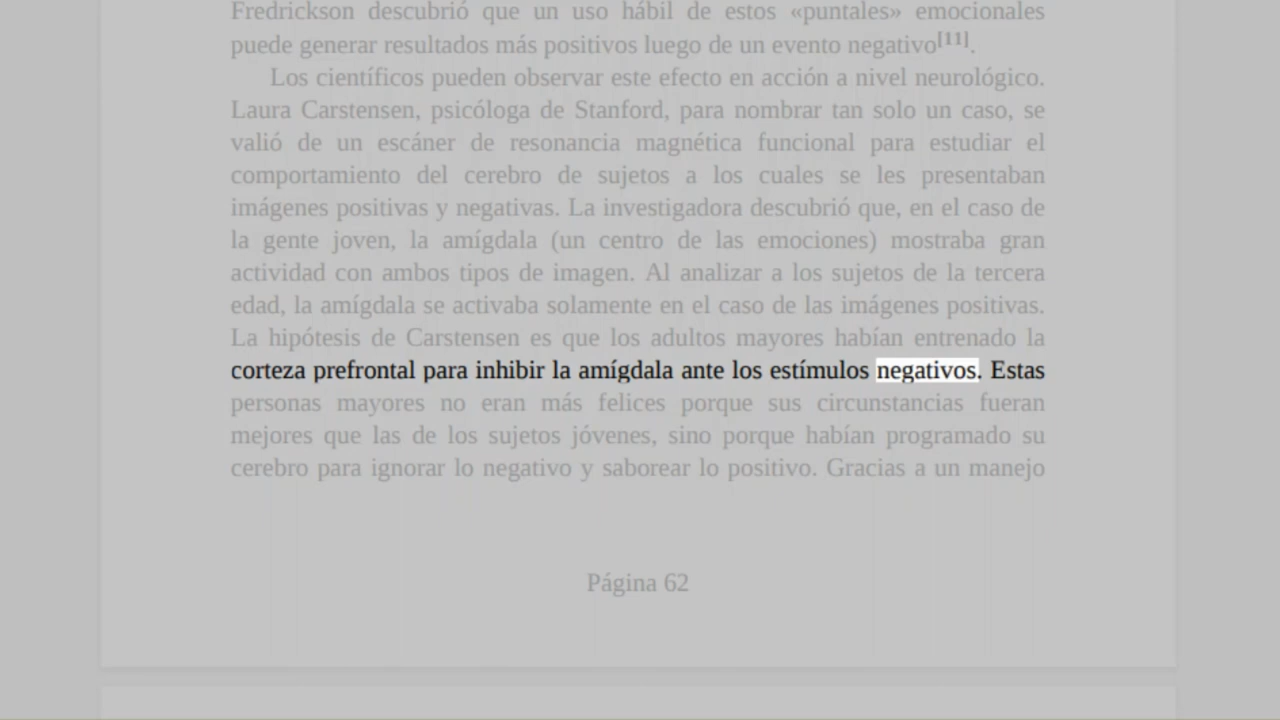 Fredrickson descubrió que un uso hábil de estos «puntales» emocionales
puede generar resultados más positivos luego de un evento negativo[11].
Los científicos pueden observar este efecto en acción a nivel neurológico.
Laura Carstensen, psicóloga de Stanford, para nombrar tan solo un caso, se
valió de un escáner de resonancia magnética funcional para estudiar el
comportamiento del cerebro de sujetos a los cuales se les presentaban
imágenes positivas y negativas. La investigadora descubrió que, en el caso de
la gente joven, la amígdala (un centro de las emociones) mostraba gran
actividad con ambos tipos de imagen. Al analizar a los sujetos de la tercera
edad, la amígdala se activaba solamente en el caso de las imágenes positivas.
La hipótesis de Carstensen es que los adultos mayores habían entrenado la
corteza prefrontal para inhibir la amígdala ante los estímulos negativos. Estas
personas mayores no eran más felices porque sus circunstancias fueran
mejores que las de los sujetos jóvenes, sino porque habían programado su
cerebro para ignorar lo negativo y saborear lo positivo. Gracias a un manejo
Página 62